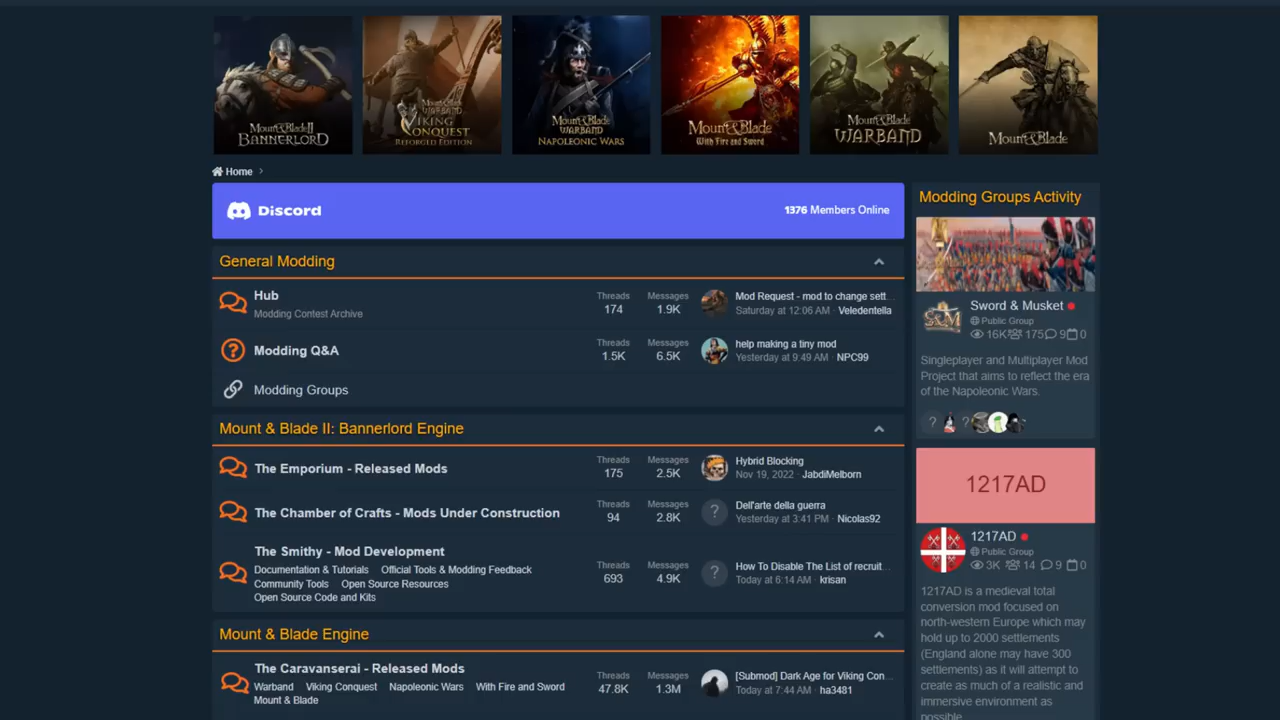 Mount & Blade II
BANNERLORD
Mount & Blade
WARBAND
VIKING
CONQUEST
REFORGED EDITION
Mount & Blade
WARBAND
NAPOLEONIC WARS
Mount & Blade
With Fire and Sword
Mount & Blade
WARBAND
Mount & Blade
Home
Discord
1376 Members Online
General Modding
Hub
Modding Contest Archive
Threads
174
Messages
1.9K
Mod Request - mod to change sett...
Saturday at 12:06 AM · Veledentella
Modding Q&A
Threads
1.5K
Messages
6.5K
help making a tiny mod
Yesterday at 9:49 AM · NPC99
Modding Groups
Mount & Blade II: Bannerlord Engine
The Emporium - Released Mods
Threads
175
Messages
2.5K
Hybrid Blocking
Nov 19, 2022 · JabdiMelborn
The Chamber of Crafts - Mods Under Construction
Threads
94
Messages
2.8K
?
Dell'arte della guerra
Yesterday at 3:41 PM · Nicolas92
The Smithy - Mod Development
Documentation & Tutorials Official Tools & Modding Feedback
Community Tools Open Source Resources
Open Source Code and Kits
Threads
693
Messages
4.9K
?
How To Disable The List of recruit...
Today at 6:14 AM · krisan
Mount & Blade Engine
The Caravanserai - Released Mods
Warband Viking Conquest Napoleonic Wars With Fire and Sword
Mount & Blade
Threads
47.8K
Messages
1.3M
[Submod] Dark Age for Viking Con...
Today at 7:44 AM · ha3481
Modding Groups Activity
S&M
Sword & Musket
Public Group
16K 175 9 0
Singleplayer and Multiplayer Mod
Project that aims to reflect the era
of the Napoleonic Wars.
? ?
1217AD
1217AD
Public Group
3K 14 9 0
1217AD is a medieval total
conversion mod focused on
north-western Europe which may
hold up to 2000 settlements
(England alone may have 300
settlements) as it will attempt to
create as much of a realistic and
immersive environment as
possible